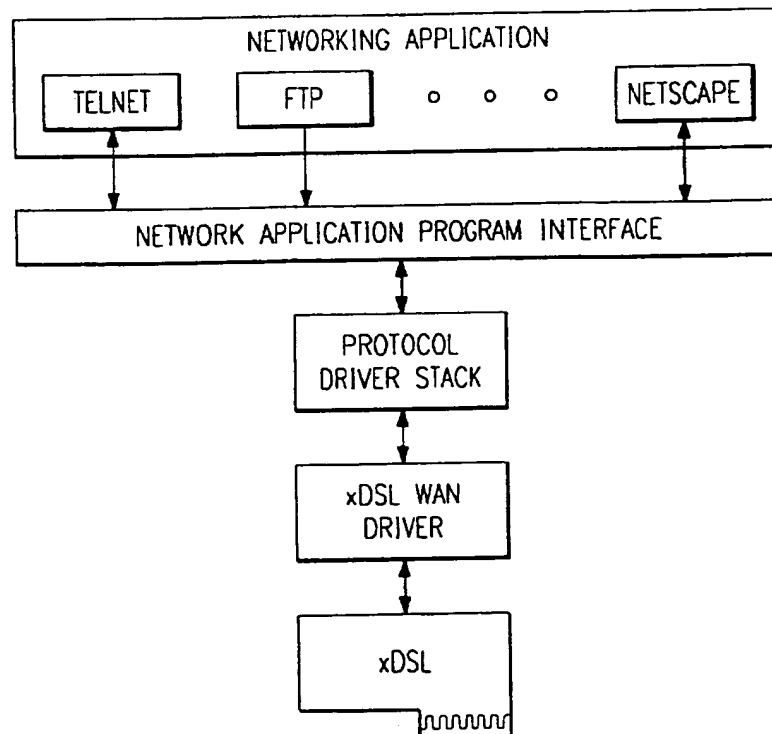 NETWORKING APPLICATION
TELNET
FTP
NETSCAPE
NETWORK APPLICATION PROGRAM INTERFACE
PROTOCOL
DRIVER STACK
xDSL WAN
DRIVER
xDSL